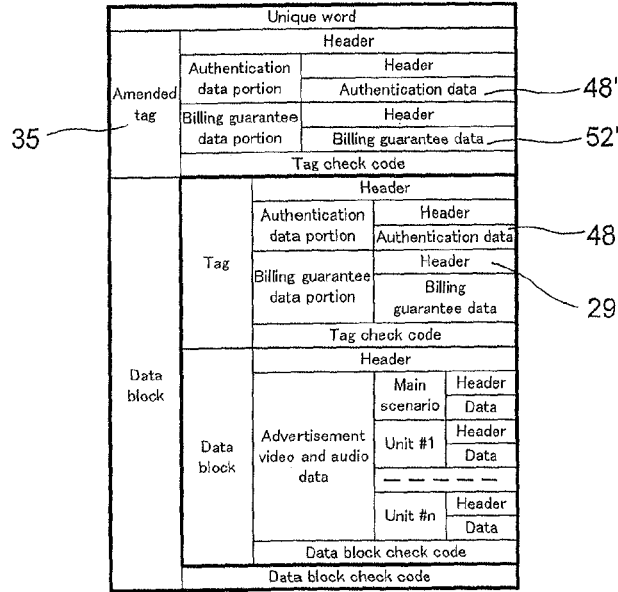 Unique word
Header
Authentication
data portion
Header
Authentication data
48'
Amended
tag
35
Billing guarantee
data portion
Header
Billing guarantee data
52'
Tag check code
Header
Tag
Authentication
data portion
Header
Authentication data
48
Billing guarantee
data portion
Header
29
Billing
guarantee data
Tag check code
Data
block
Header
Data
block
Advertisement
video and audio
data
Main
scenario
Header
Data
Unit #1
Header
Data
Unit #n
Header
Data
Data block check code
Data block check code